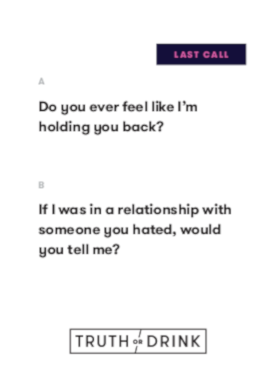 LAST CALL
A
Do you ever feel like I'm
holding you back?
B
If I was in a relationship with
someone you hated, would
you tell me?
TRUTH OR DRINK